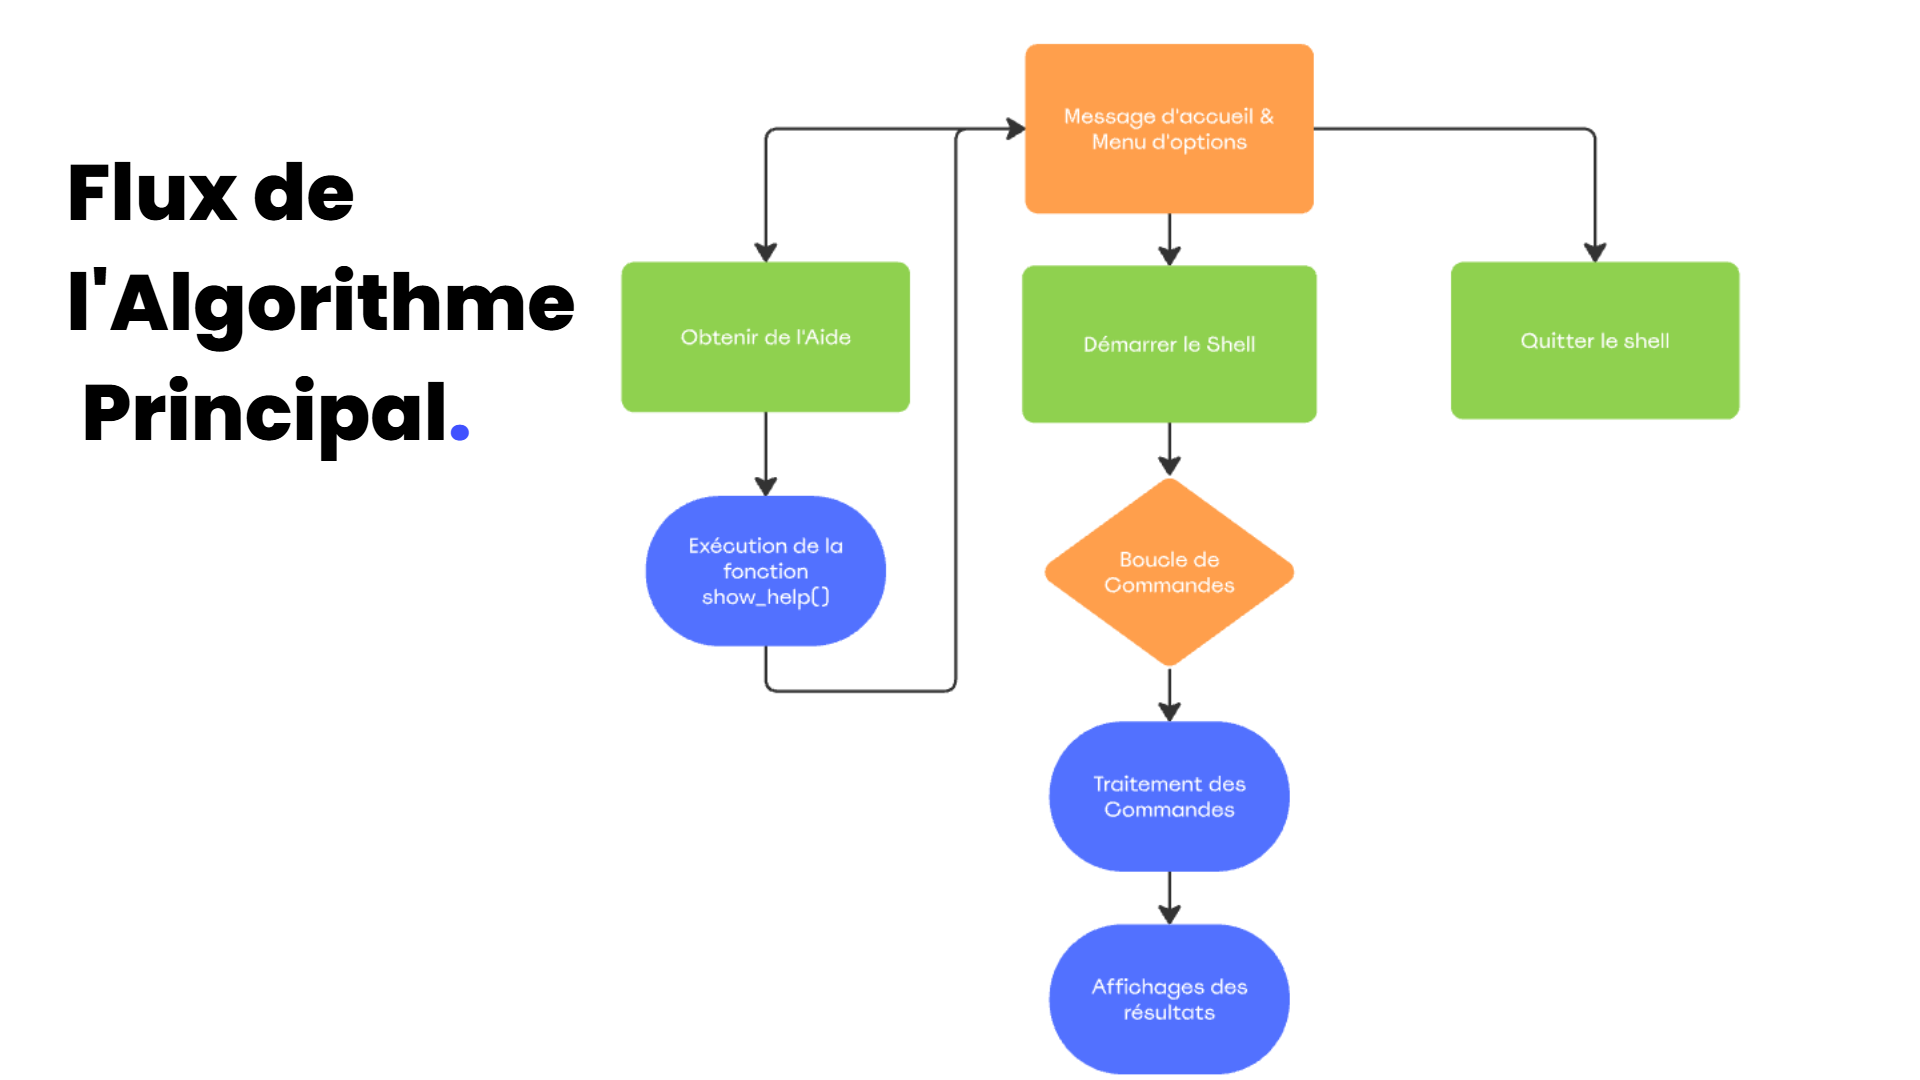 Flux de
l'Algorithme
Principal.
Message d'accueil &
Menu d'options
Obtenir de l'Aide
Démarrer le Shell
Quitter le shell
Exécution de la
fonction
show_help()
Boucle de
Commandes
Traitement des
Commandes
Affichages des
résultats